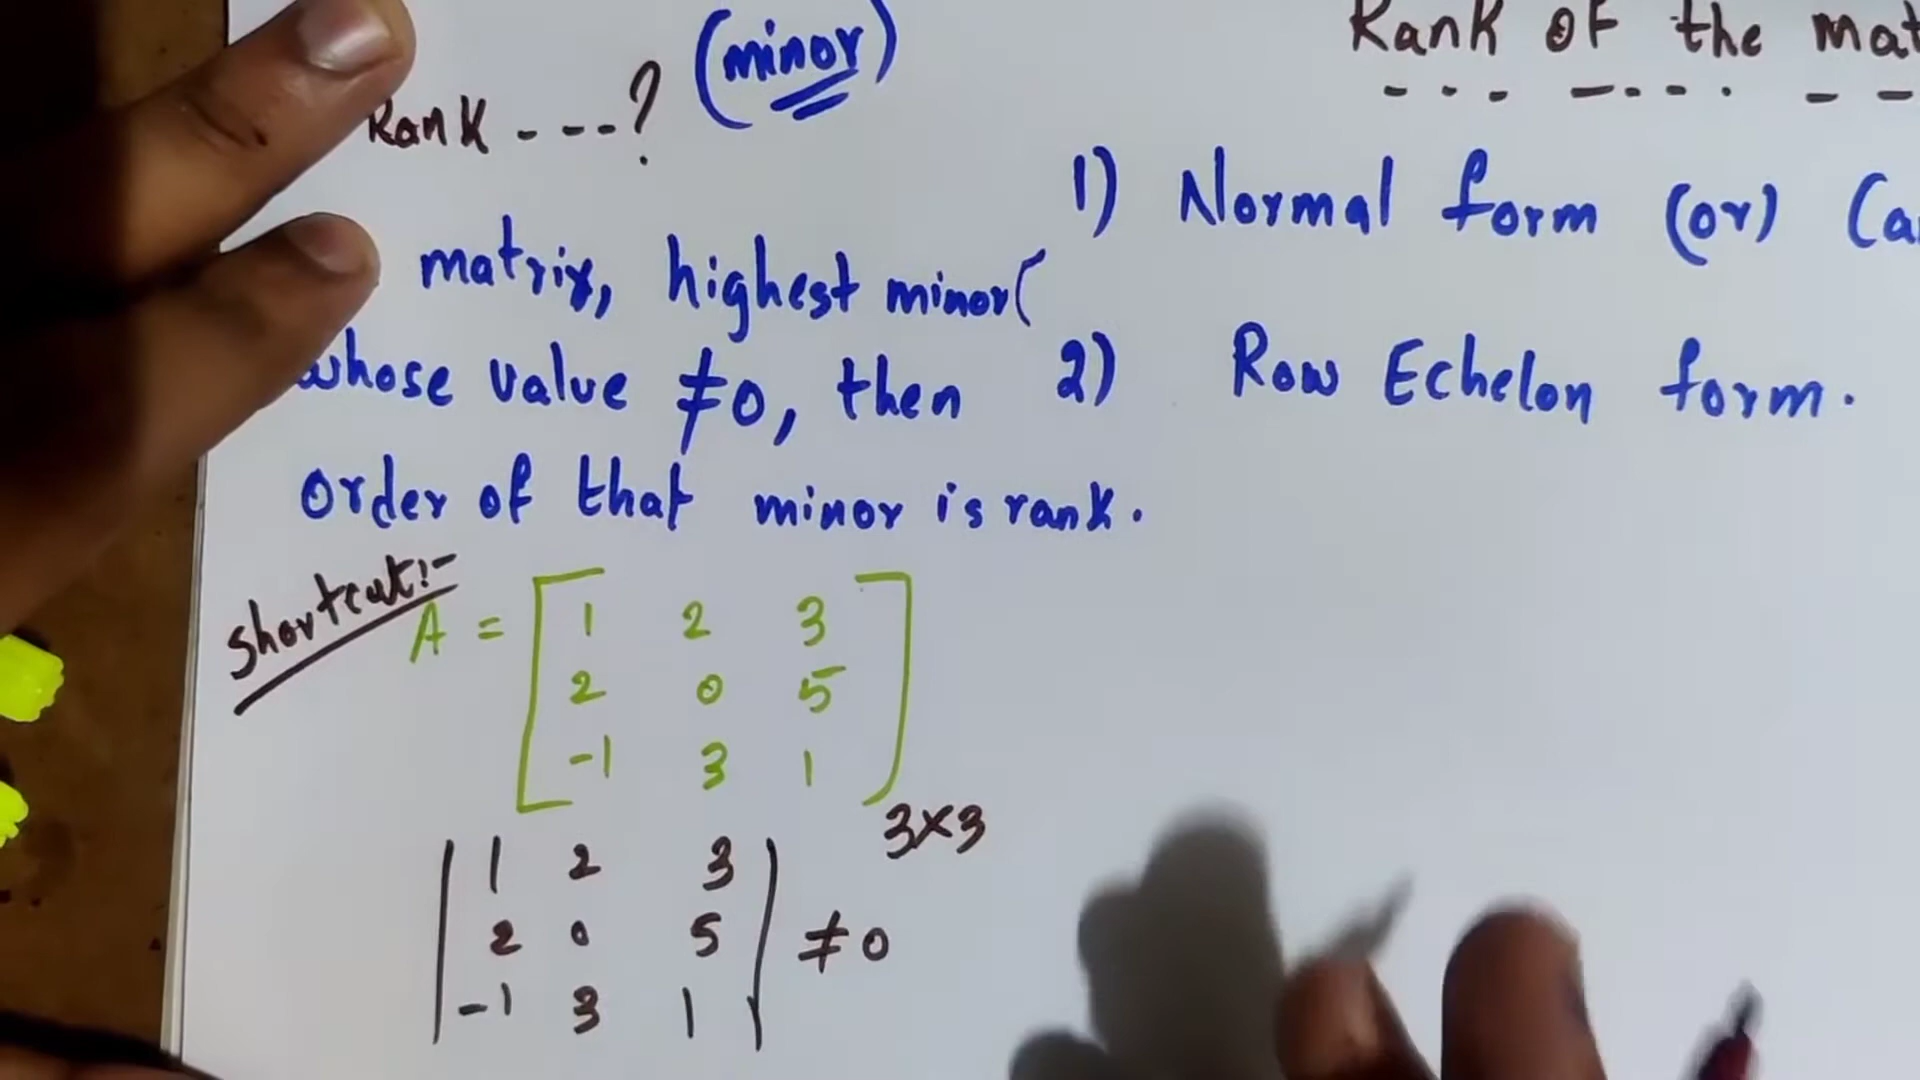 Rank ---? (minor)
matrix, highest minor(
whose value ≠0, then
order of that minor is rank.
Shortcut:-
A = [ 1 2 3
2 0 5
-1 3 1 ]
3×3
| 1 2 3 |
| 2 0 5 | ≠0
| -1 3 1 |
Rank of the mat
1) Normal form (or) (a
2) Row Echelon form.